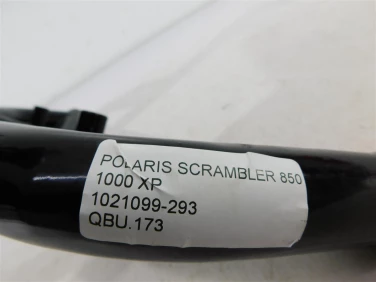 POLARIS SCRAMBLER 850
1000 XP
1021099-293
QBU.173